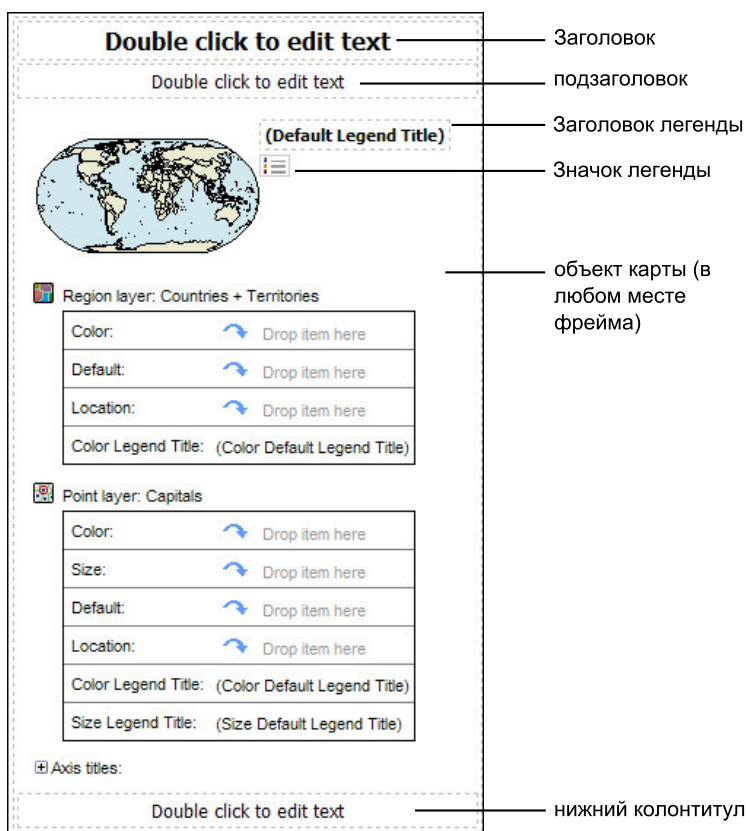 Double click to edit text
Заголовок
Double click to edit text
подзаголовок
(Default Legend Title)
Заголовок легенды
Значок легенды
объект карты (в
любом месте
фрейма)
Region layer: Countries + Territories
Color: Drop item here
Default: Drop item here
Location: Drop item here
Color Legend Title: (Color Default Legend Title)
Point layer: Capitals
Color: Drop item here
Size: Drop item here
Default: Drop item here
Location: Drop item here
Color Legend Title: (Color Default Legend Title)
Size Legend Title: (Size Default Legend Title)
Axis titles:
Double click to edit text
нижний колонтитул